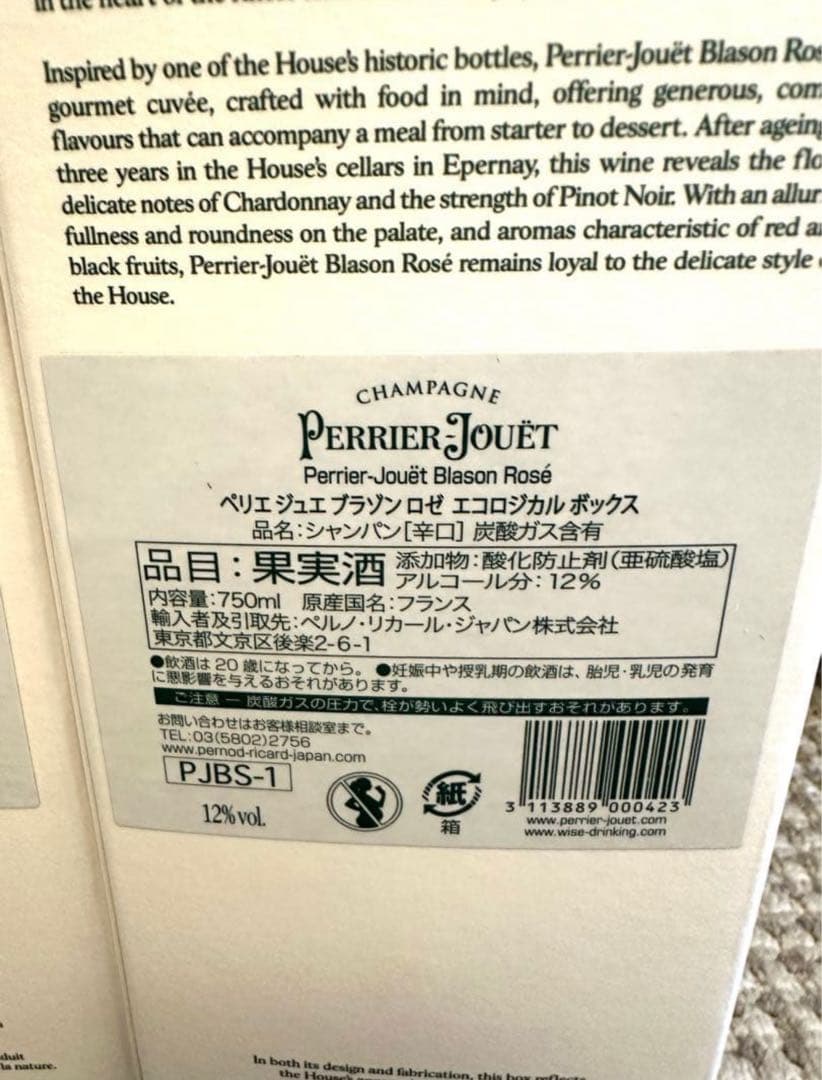 in the heart of the
Inspired by one of the House's historic bottles, Perrier-Jouët Blason
gourmet cuvée, crafted with food in mind, offering generous,
flavours that can accompany a meal from starter to dessert. After
three years in the House's cellars in Epernay, this wine reveals the
delicate notes of Chardonnay and the strength of Pinot Noir. With an
fullness and roundness on the palate, and aromas characteristic of red
black fruits, Perrier-Jouët Blason Rosé remains loyal to the delicate style
the House.
CHAMPAGNE
PERRIER-JOUËT
Perrier-Jouët Blason Rosé
ペリエ ジュエ ブラゾン ロゼ エコロジカル ボックス
品名:シャンパン[辛口] 炭酸ガス含有
品目:果実酒 添加物:酸化防止剤(亜硫酸塩)
アルコール分:12%
内容量:750ml 原産国名:フランス
輸入者及引取先:ペルノ・リカール・ジャパン株式会社
東京都文京区後楽2-6-1
●飲酒は20歳になってから。 ●妊娠中や授乳期の飲酒は、胎児・乳児の発育
に悪影響を与えるおそれがあります。
ご注意 ー 炭酸ガスの圧力で、栓が勢いよく飛び出すおそれがあります。
お問い合わせはお客様相談室まで。
TEL:03(5802)2756
www.pernod-ricard-japan.com
PJBS-1
12% vol.
紙
箱
3 113889 000423
www.perrier-jouet.com
www.wise-drinking.com
la nature.
In both its design and fabrication, this box reflects
the House's